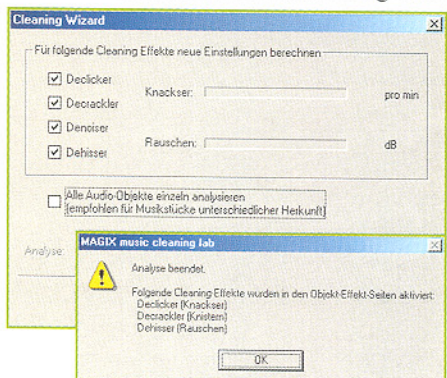 Cleaning Wizard
Für folgende Cleaning Effekte neue Einstellungen berechnen
Declicker
Decrackler
Denoiser
Dehisser
Knackser:
pro min
Rauschen:
dB
Alle Audio-Objekte einzeln analysieren
(empfohlen für Musikstücke unterschiedlicher Herkunft)
Analyse:
MAGIX music cleaning lab
Analyse beendet.
Folgende Cleaning Effekte wurden in den Objekt-Effekt-Seiten aktiviert:
Declicker (Knackser)
Decrackler (Knistern)
Dehisser (Rauschen)
OK